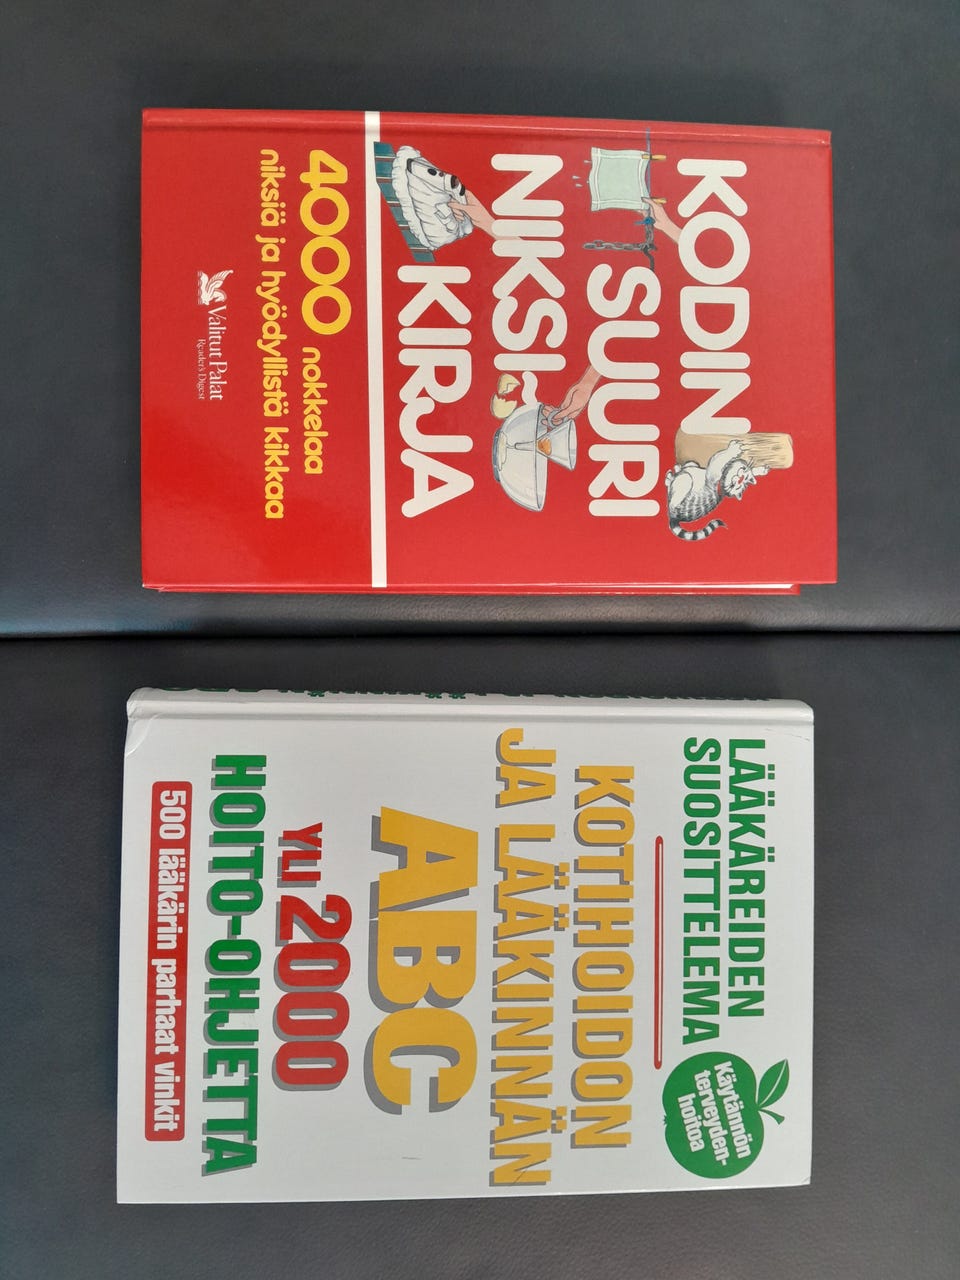 KODIN
SUURI
NIKSI-
KIRJA
4000 nokkelaa
niksiä ja hyödyllistä kikkaa
Valitut Palat
Reader's Digest
LÄÄKÄREIDEN
SUOSITTELEMA
Käytännön
terveyden-
hoitoa
KOTIHOIDON
JA LÄÄKINNÄN
ABC
YLI 2000
HOITO-OHJETTA
500 lääkärin parhaat vinkit